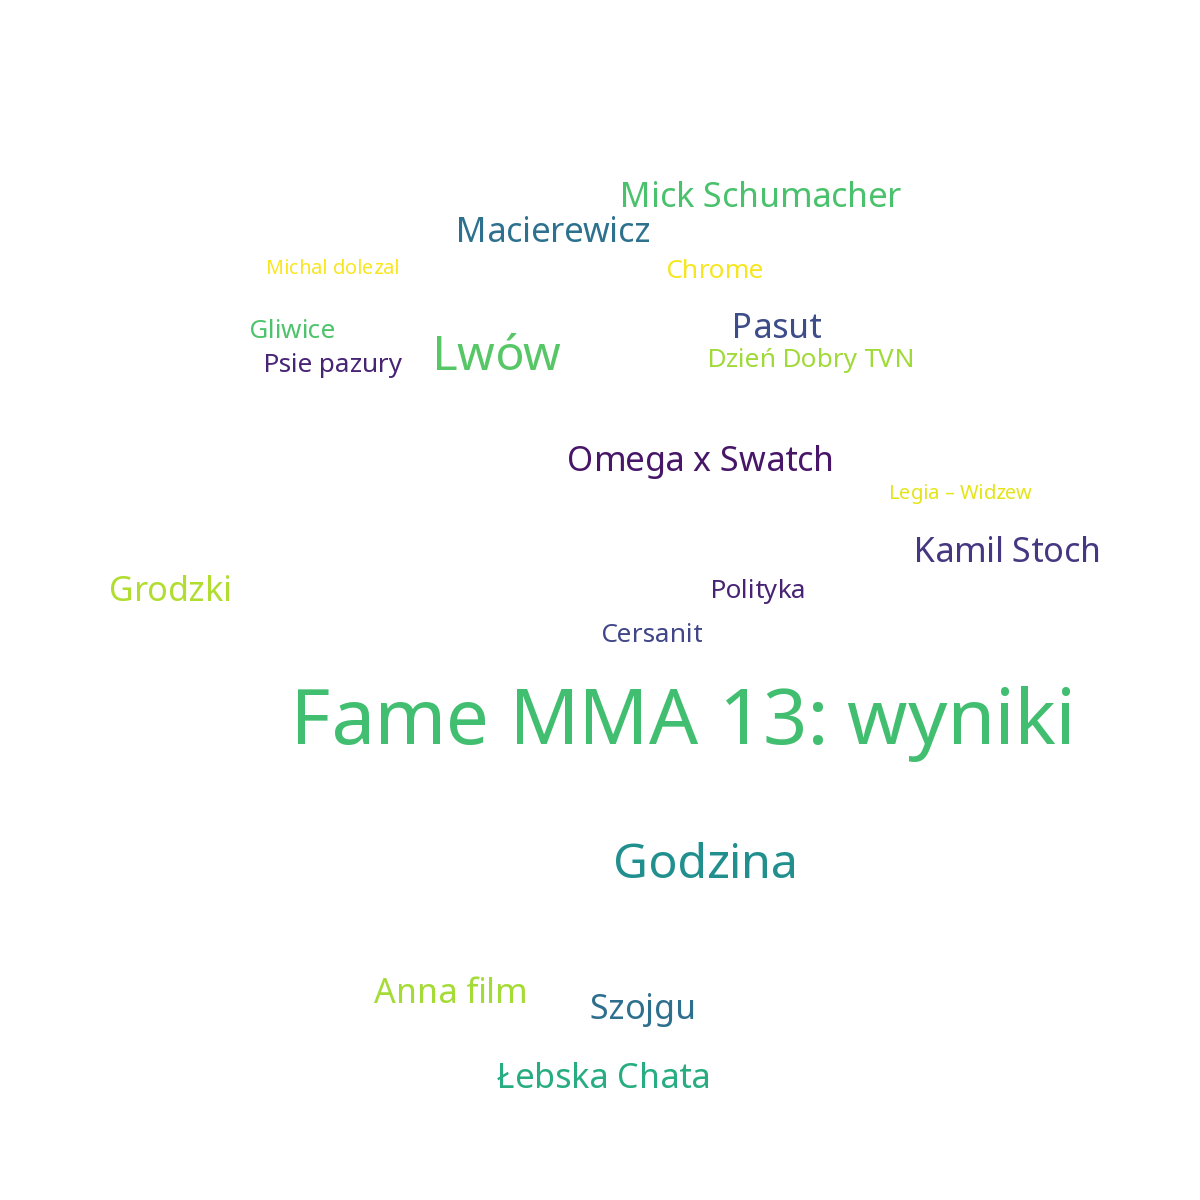 Mick Schumacher
Macierewicz
Michal dolezal
Chrome
Gliwice
Pasut
Lwów
Psie pazury
Dzień Dobry TVN
Omega x Swatch
Legia – Widzew
Kamil Stoch
Grodzki
Polityka
Cersanit
Fame MMA 13: wyniki
Godzina
Anna film
Szojgu
Łebska Chata